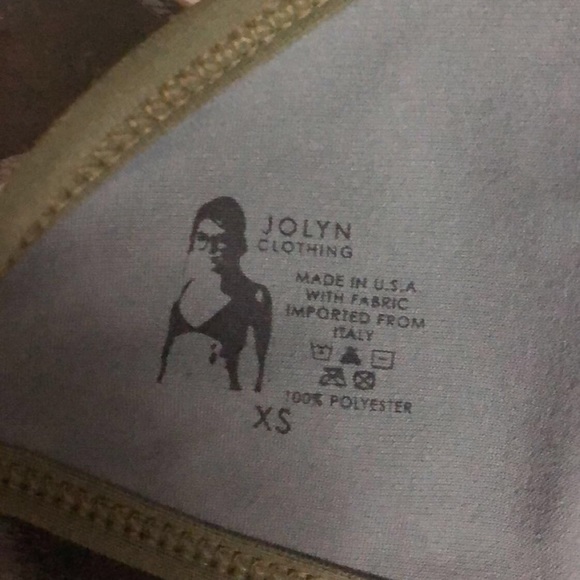 JOLYN
CLOTHING
MADE IN U.S.A.
WITH FABRIC
IMPORTED FROM
ITALY
100% POLYESTER
XS